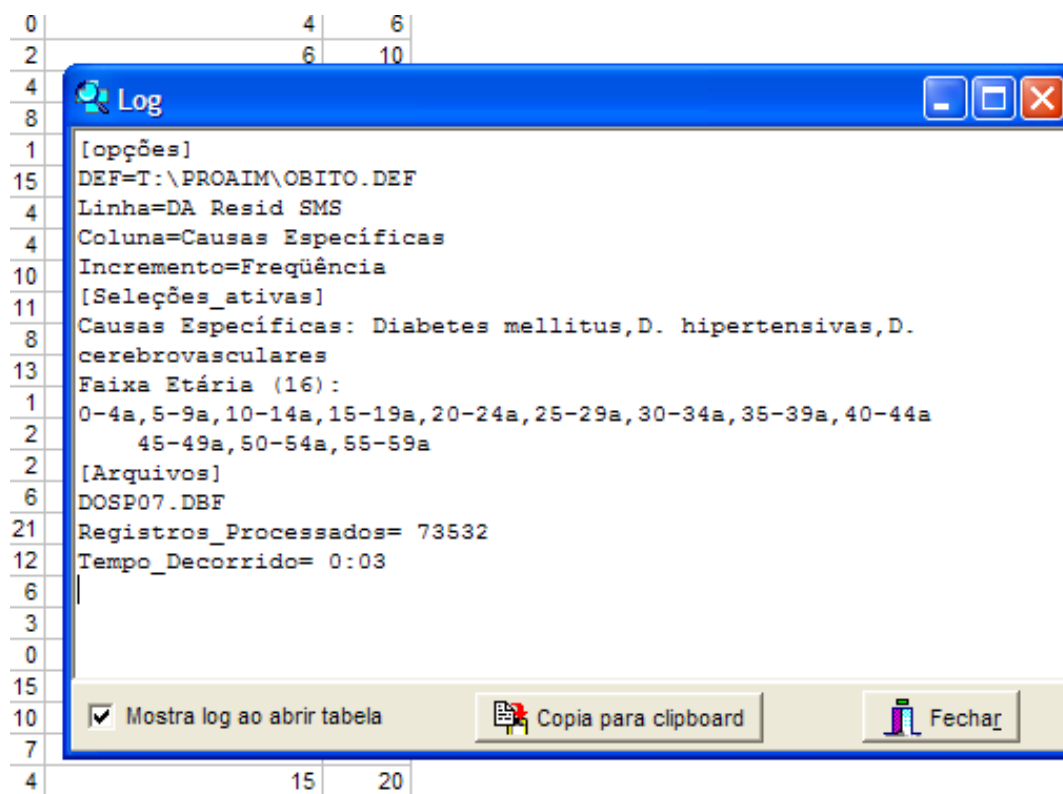 0 4 6
2 6 10
4
8
1
15
4
4
10
11
8
13
1
2
2
6
21
12
6
3
0
15
10
7
4 15 20
Log
[opções]
DEF=T:\PROAIM\OBITO.DEF
Linha=DA Resid SMS
Coluna=Causas Específicas
Incremento=Freqüência
[Seleções_ativas]
Causas Específicas: Diabetes mellitus,D. hipertensivas,D.
cerebrovasculares
Faixa Etária (16):
0-4a,5-9a,10-14a,15-19a,20-24a,25-29a,30-34a,35-39a,40-44a
45-49a,50-54a,55-59a
[Arquivos]
DOSP07.DBF
Registros_Processados= 73532
Tempo_Decorrido= 0:03
Mostra log ao abrir tabela Copia para clipboard Fechar